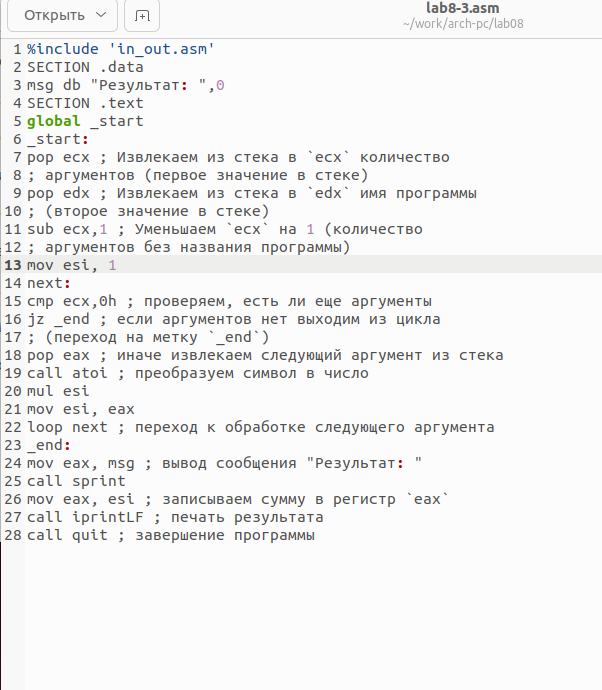 Открыть
lab8-3.asm
~/work/arch-pc/lab08
1 %include 'in_out.asm'
2 SECTION .data
3 msg db "Результат: ",0
4 SECTION .text
5 global _start
6 _start:
7 pop ecx ; Извлекаем из стека в `ecx` количество
8 ; аргументов (первое значение в стеке)
9 pop edx ; Извлекаем из стека в `edx` имя программы
10 ; (второе значение в стеке)
11 sub ecx,1 ; Уменьшаем `ecx` на 1 (количество
12 ; аргументов без названия программы)
13 mov esi, 1
14 next:
15 cmp ecx,0h ; проверяем, есть ли еще аргументы
16 jz _end ; если аргументов нет выходим из цикла
17 ; (переход на метку `_end`)
18 pop eax ; иначе извлекаем следующий аргумент из стека
19 call atoi ; преобразуем символ в число
20 mul esi
21 mov esi, eax
22 loop next ; переход к обработке следующего аргумента
23 _end:
24 mov eax, msg ; вывод сообщения "Результат: "
25 call sprint
26 mov eax, esi ; записываем сумму в регистр `eax`
27 call iprintLF ; печать результата
28 call quit ; завершение программы